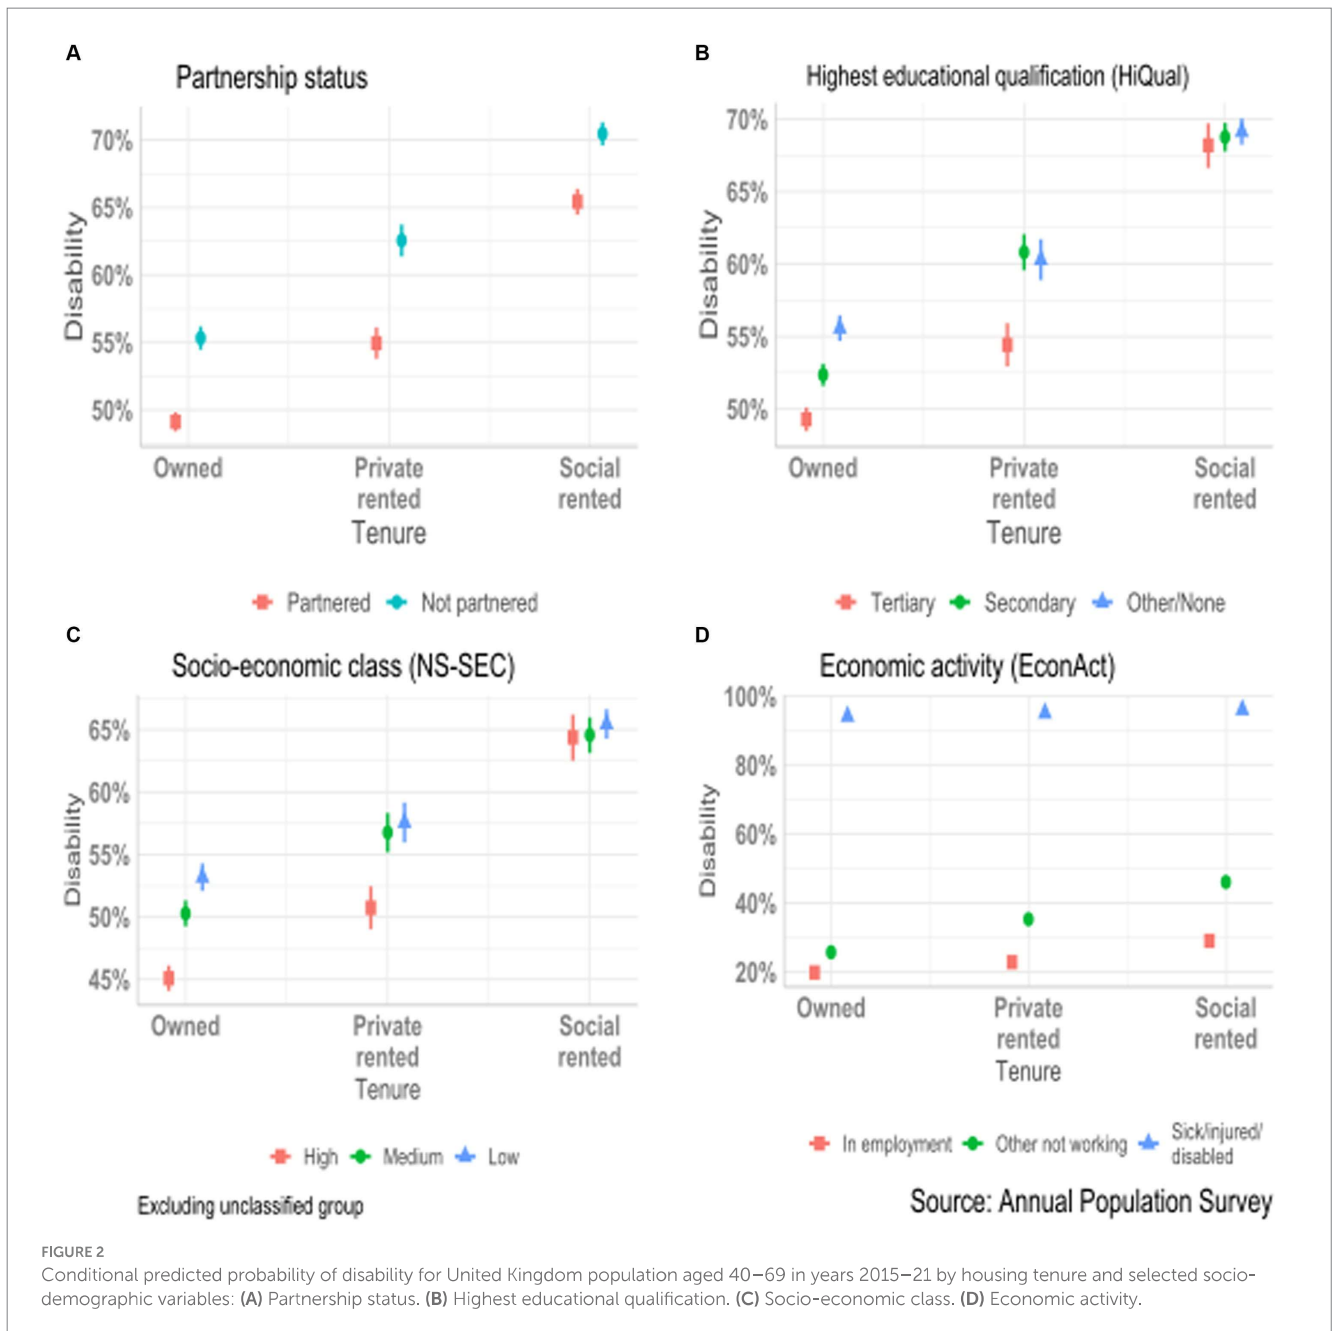 A
Partnership status
70%
65%
60%
55%
50%
Disability
Owned
Private
rented
Social
rented
Tenure
Partnered
Not partnered
B
Highest educational qualification (HiQual)
70%
65%
60%
55%
50%
Disability
Owned
Private
rented
Social
rented
Tenure
Tertiary
Secondary
Other/None
C
Socio-economic class (NS-SEC)
65%
60%
55%
50%
45%
Disability
Owned
Private
rented
Social
rented
Tenure
High
Medium
Low
Excluding unclassified group
D
Economic activity (EconAct)
100%
80%
60%
40%
20%
Disability
Owned
Private
rented
Social
rented
Tenure
In employment
Other not working
Sick/injured/
disabled
Source: Annual Population Survey
FIGURE 2
Conditional predicted probability of disability for United Kingdom population aged 40–69 in years 2015–21 by housing tenure and selected socio-
demographic variables: (A) Partnership status. (B) Highest educational qualification. (C) Socio-economic class. (D) Economic activity.